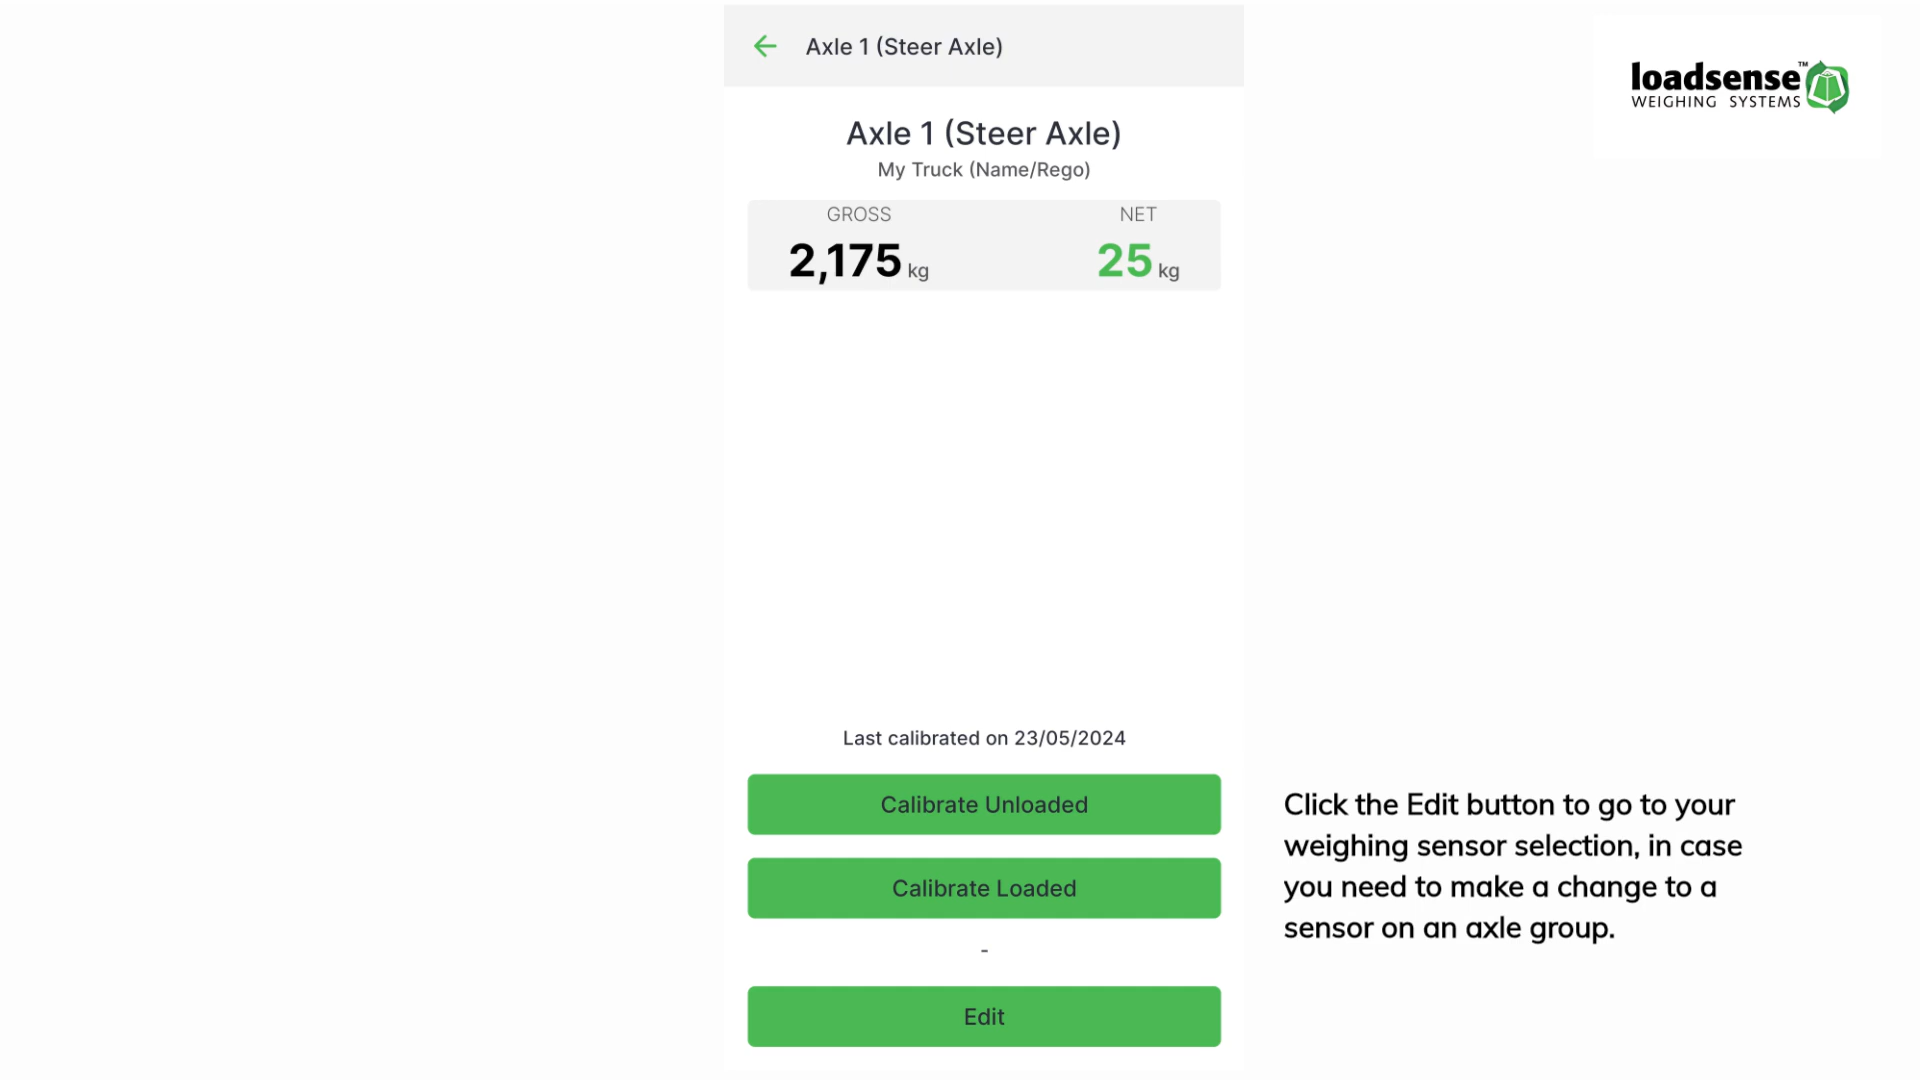 Axle 1 (Steer Axle)
loadsense™
WEIGHING SYSTEMS
Axle 1 (Steer Axle)
My Truck (Name/Rego)
GROSS NET
2,175 kg 25 kg
Last calibrated on 23/05/2024
Calibrate Unloaded
Calibrate Loaded
-
Edit
Click the Edit button to go to your
weighing sensor selection, in case
you need to make a change to a
sensor on an axle group.